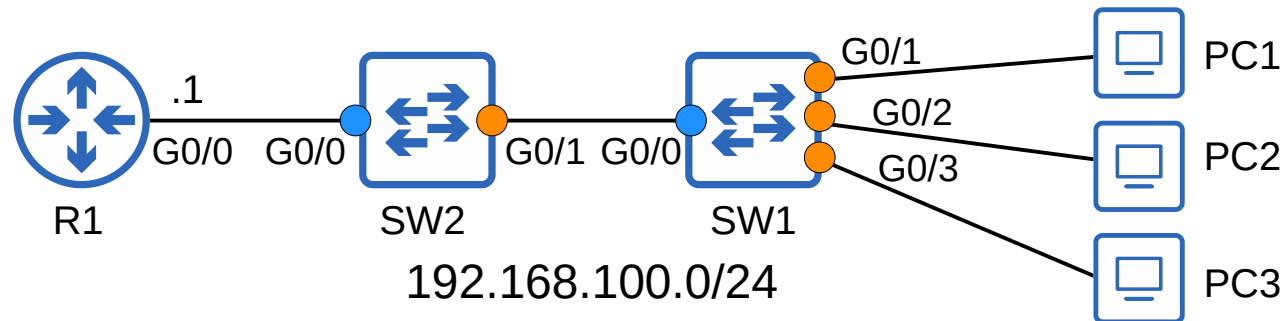 .1
G0/0
G0/0
G0/1
G0/0
G0/1
G0/2
G0/3
R1
SW2
SW1
PC1
PC2
PC3
192.168.100.0/24